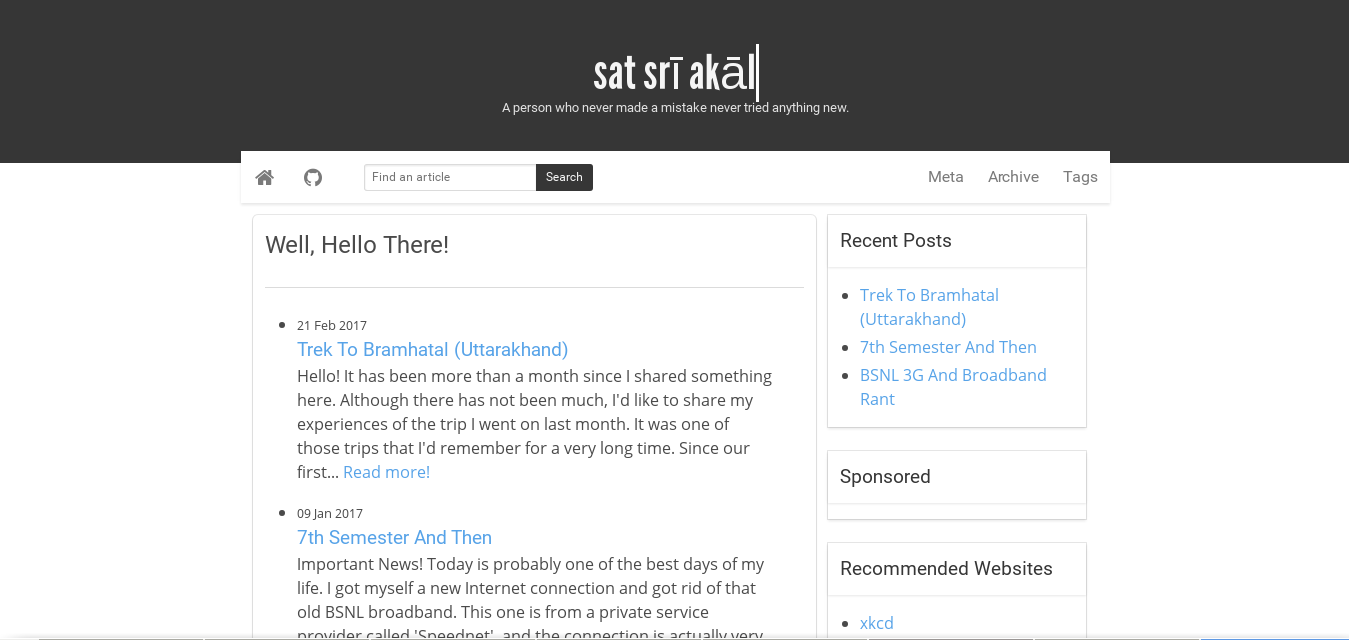 sat srī akāl
A person who never made a mistake never tried anything new.
Find an article
Search
Meta
Archive
Tags
Well, Hello There!
21 Feb 2017
Trek To Bramhatal (Uttarakhand)
Hello! It has been more than a month since I shared something
here. Although there has not been much, I'd like to share my
experiences of the trip I went on last month. It was one of
those trips that I'd remember for a very long time. Since our
first... Read more!
09 Jan 2017
7th Semester And Then
Important News! Today is probably one of the best days of my
life. I got myself a new Internet connection and got rid of that
old BSNL broadband. This one is from a private service
provider called 'Speednet', and the connection is actually very
Recent Posts
Trek To Bramhatal
(Uttarakhand)
7th Semester And Then
BSNL 3G And Broadband
Rant
Sponsored
Recommended Websites
xkcd